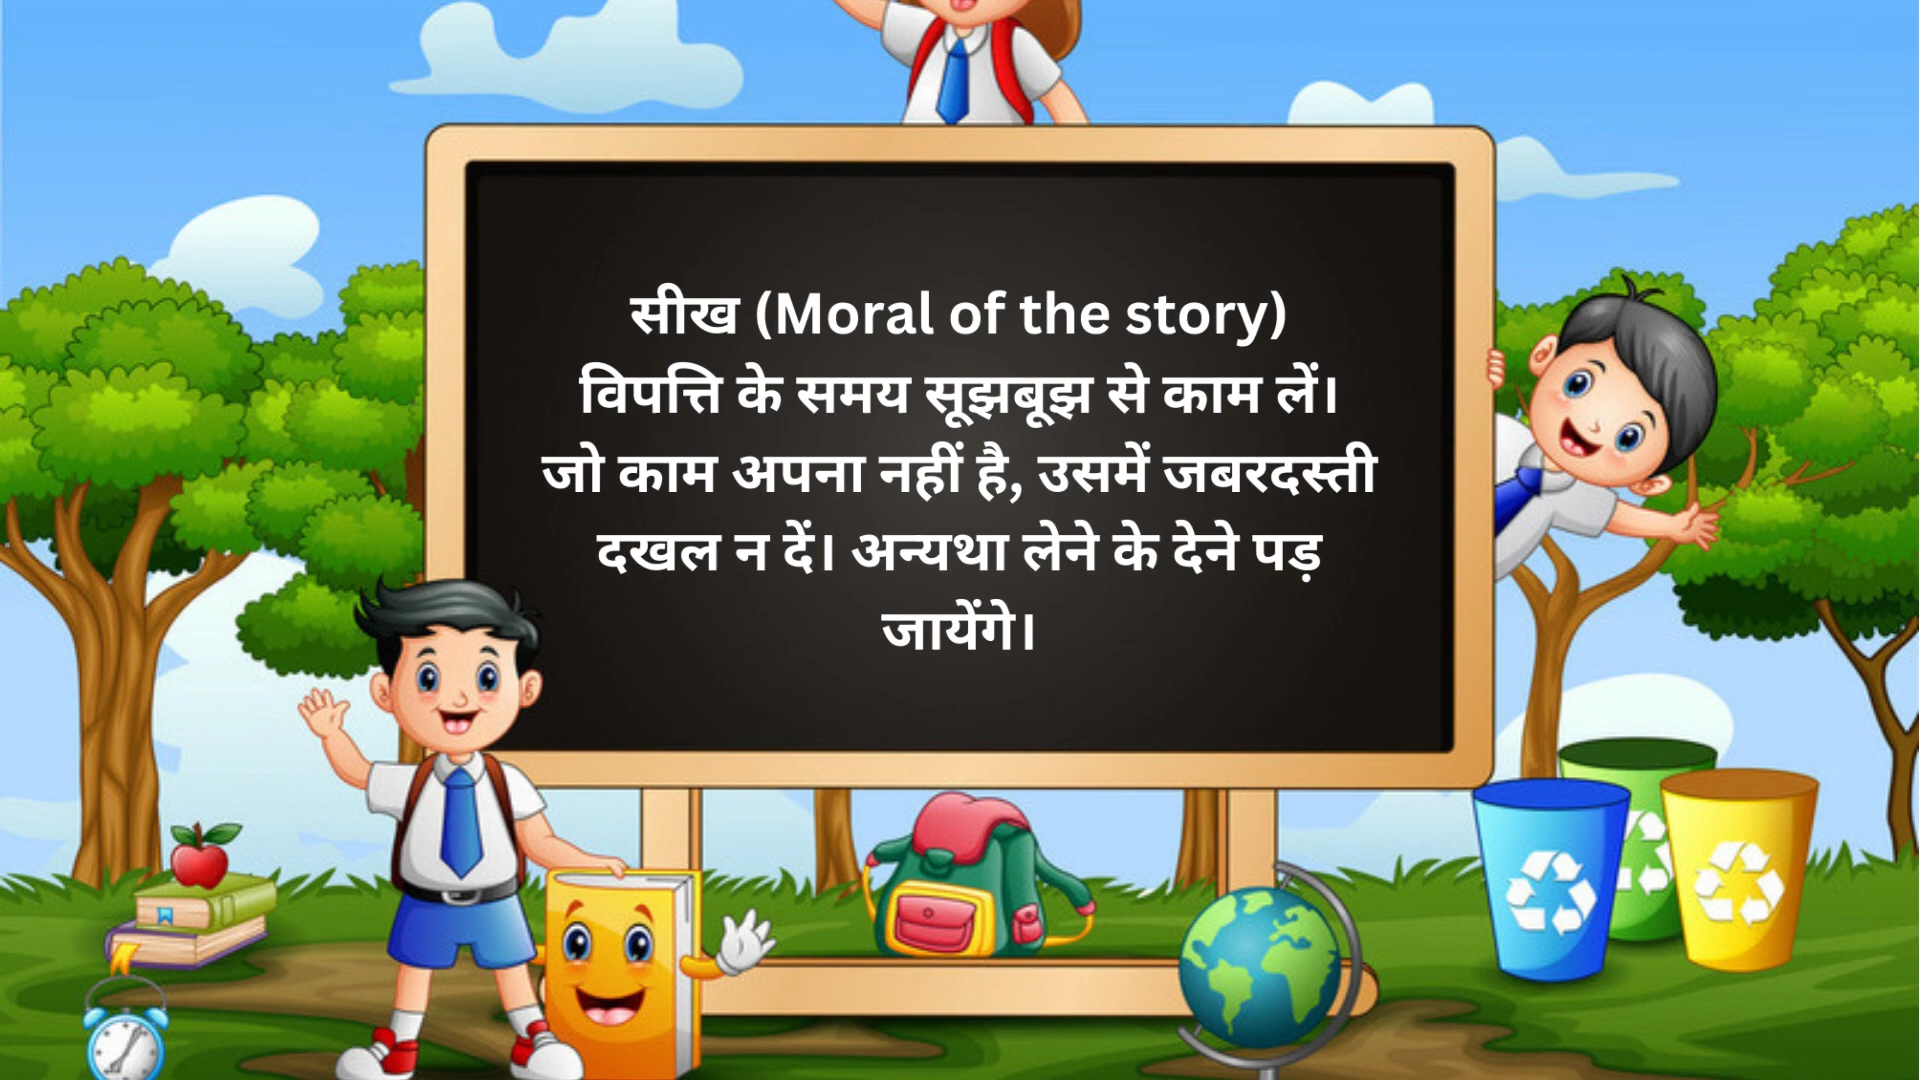 सीख (Moral of the story)
विपत्ति के समय सूझबूझ से काम लें।
जो काम अपना नहीं है, उसमें जबरदस्ती
दखल न दें। अन्यथा लेने के देने पड़
जायेंगे।